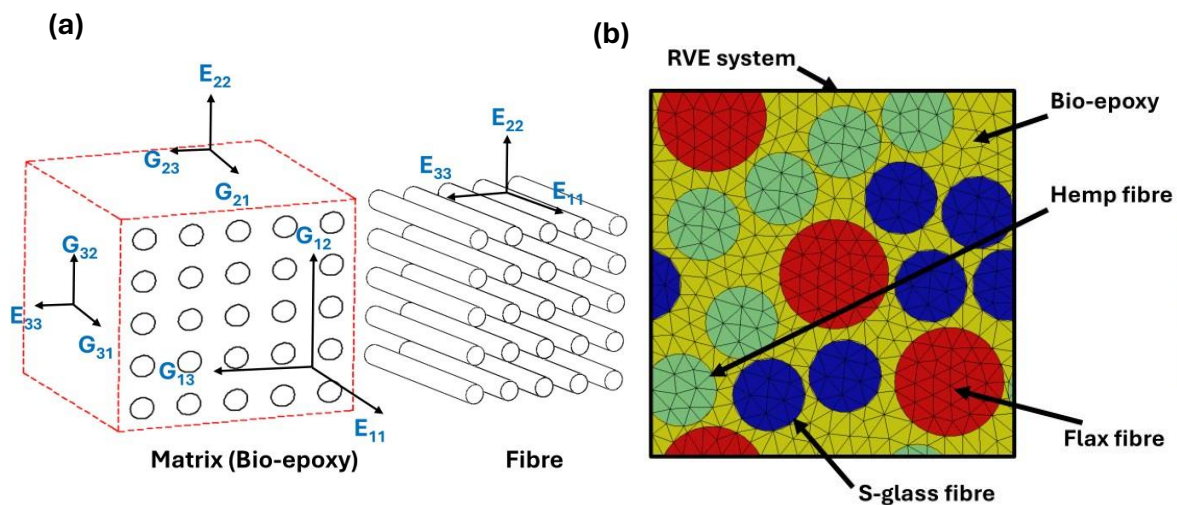 (a)
E22
G23
G21
G32
E33
G31
G12
G13
E11
Matrix (Bio-epoxy)
E22
E33
E11
Fibre
(b)
RVE system
Bio-epoxy
Hemp fibre
Flax fibre
S-glass fibre